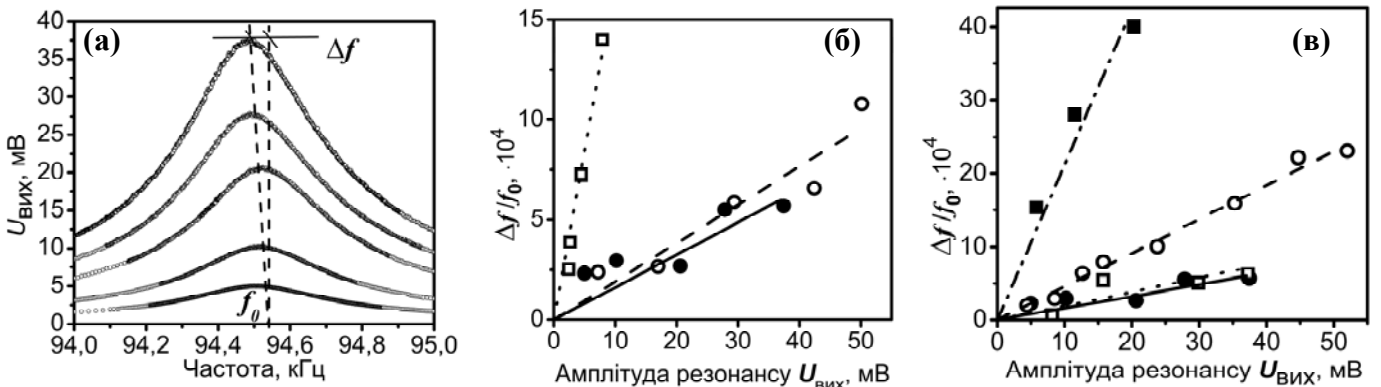 (а)
Δf
f₀
40
35
30
25
20
15
10
5
0
94,0 94,2 94,4 94,6 94,8 95,0
Частота, кГц
Uвих, мВ
(б)
15
10
5
0
0 10 20 30 40 50
Амплітуда резонансу Uвих, мВ
Δf/f₀, ·10⁴
(в)
40
30
20
10
0
0 10 20 30 40 50
Амплітуда резонансу Uвих, мВ
Δf/f₀, ·10⁴